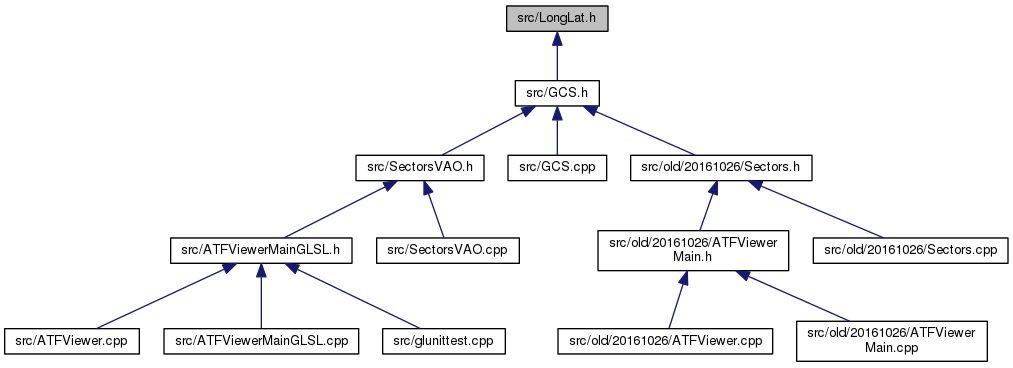 src/LongLat.h
src/GCS.h
src/SectorsVAO.h
src/GCS.cpp
src/old/20161026/Sectors.h
src/ATFViewerMainGLSL.h
src/SectorsVAO.cpp
src/old/20161026/ATFViewer
Main.h
src/old/20161026/Sectors.cpp
src/ATFViewer.cpp
src/ATFViewerMainGLSL.cpp
src/glunittest.cpp
src/old/20161026/ATFViewer.cpp
src/old/20161026/ATFViewer
Main.cpp